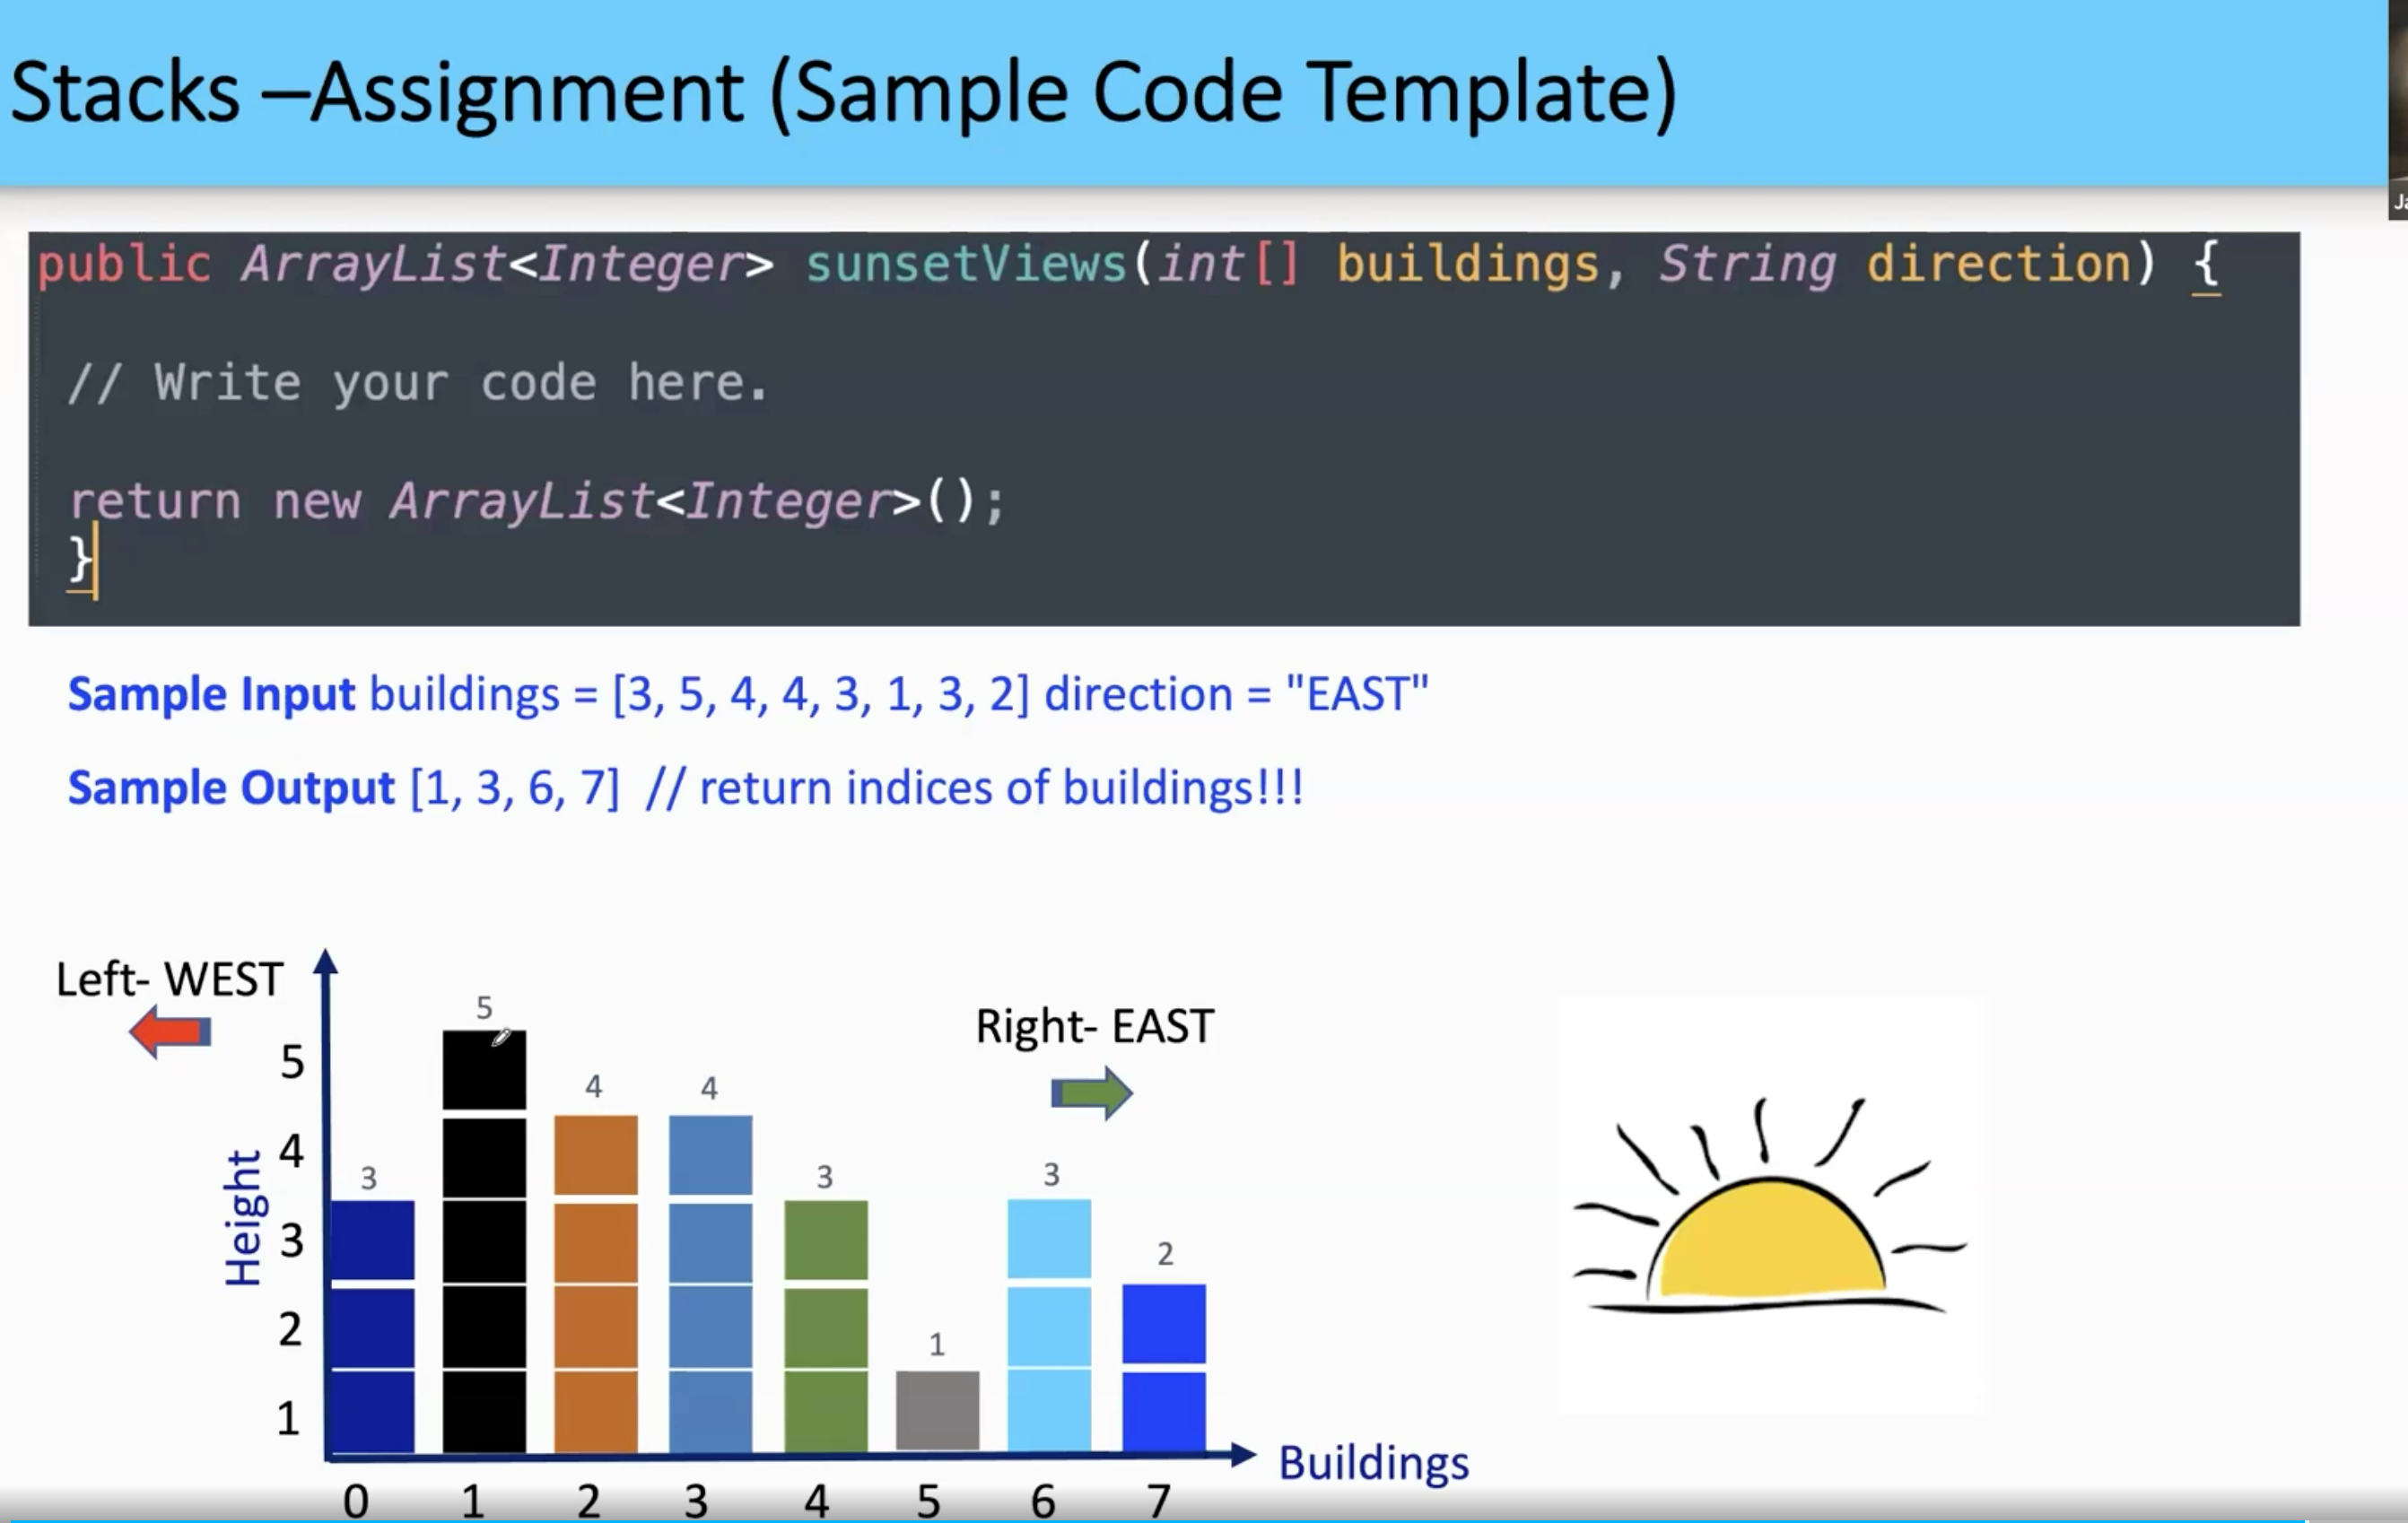 Stacks –Assignment (Sample Code Template)
Ja
public ArrayList<Integer> sunsetViews(int[] buildings, String direction) {
// Write your code here.
return new ArrayList<Integer>();
}
Sample Input buildings = [3, 5, 4, 4, 3, 1, 3, 2] direction = "EAST"
Sample Output [1, 3, 6, 7] // return indices of buildings!!!
Left- WEST
Right- EAST
5
4
4
3
3
3
2
1
Height
5
4
3
2
1
0 1 2 3 4 5 6 7
Buildings